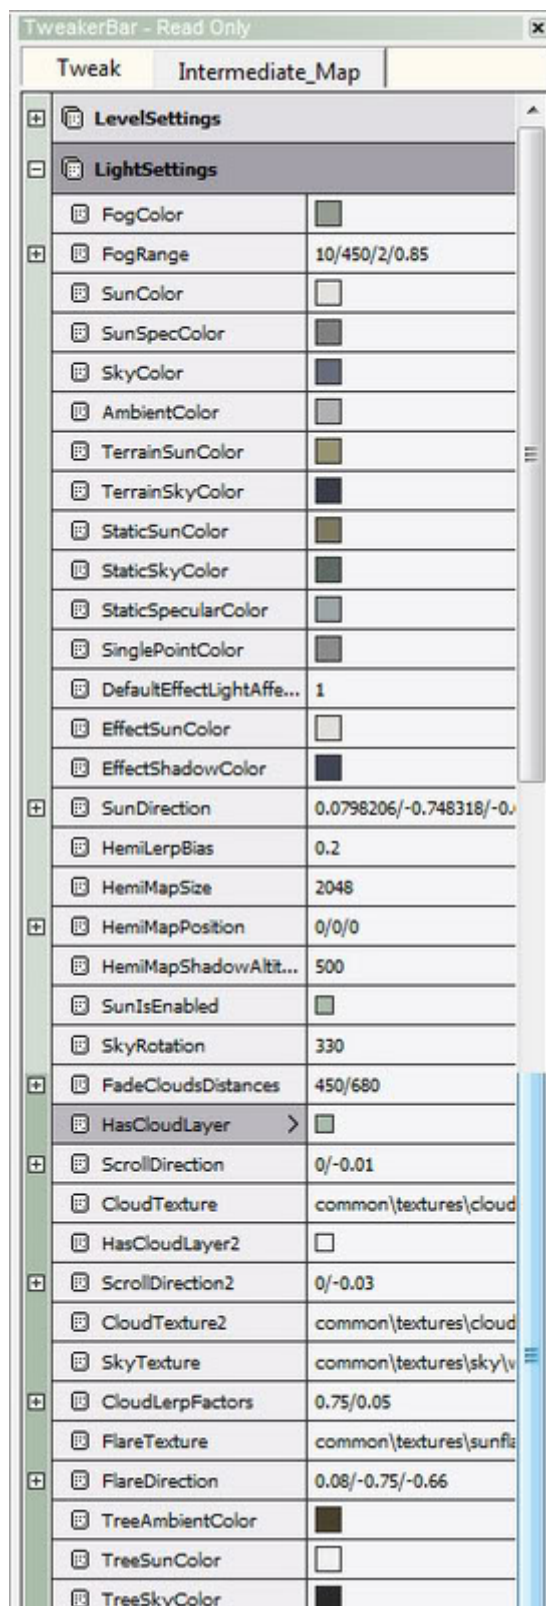 TweakerBar - Read Only
Tweak Intermediate_Map
LevelSettings
LightSettings
FogColor
FogRange 10/450/2/0.85
SunColor
SunSpecColor
SkyColor
AmbientColor
TerrainSunColor
TerrainSkyColor
StaticSunColor
StaticSkyColor
StaticSpecularColor
SinglePointColor
DefaultEffectLightAffe... 1
EffectSunColor
EffectShadowColor
SunDirection 0.0798206/-0.748318/-0.
HemiLerpBias 0.2
HemiMapSize 2048
HemiMapPosition 0/0/0
HemiMapShadowAltit... 500
SunIsEnabled
SkyRotation 330
FadeCloudsDistances 450/680
HasCloudLayer
ScrollDirection 0/-0.01
CloudTexture common\textures\cloud
HasCloudLayer2
ScrollDirection2 0/-0.03
CloudTexture2 common\textures\cloud
SkyTexture common\textures\sky\
CloudLerpFactors 0.75/0.05
FlareTexture common\textures\sunfla
FlareDirection 0.08/-0.75/-0.66
TreeAmbientColor
TreeSunColor
TreeSkyColor